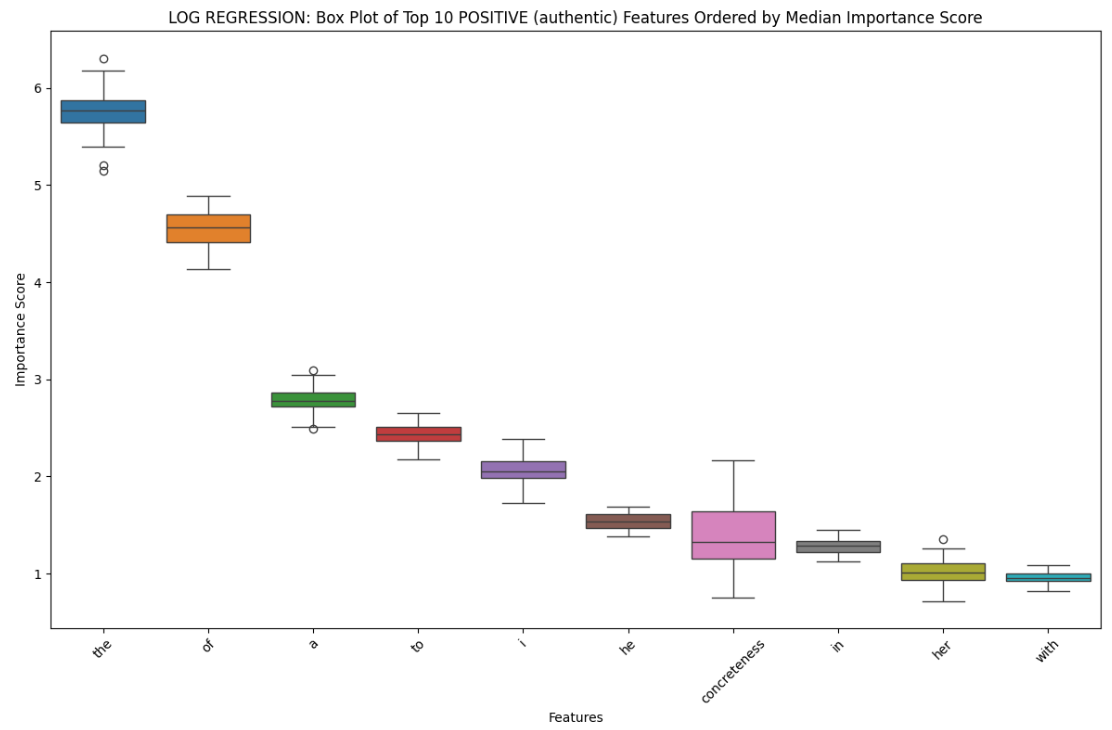 LOG REGRESSION: Box Plot of Top 10 POSITIVE (authentic) Features Ordered by Median Importance Score
6
5
4
3
2
1
Importance Score
the
of
a
to
i
he
concreteness
in
her
with
Features